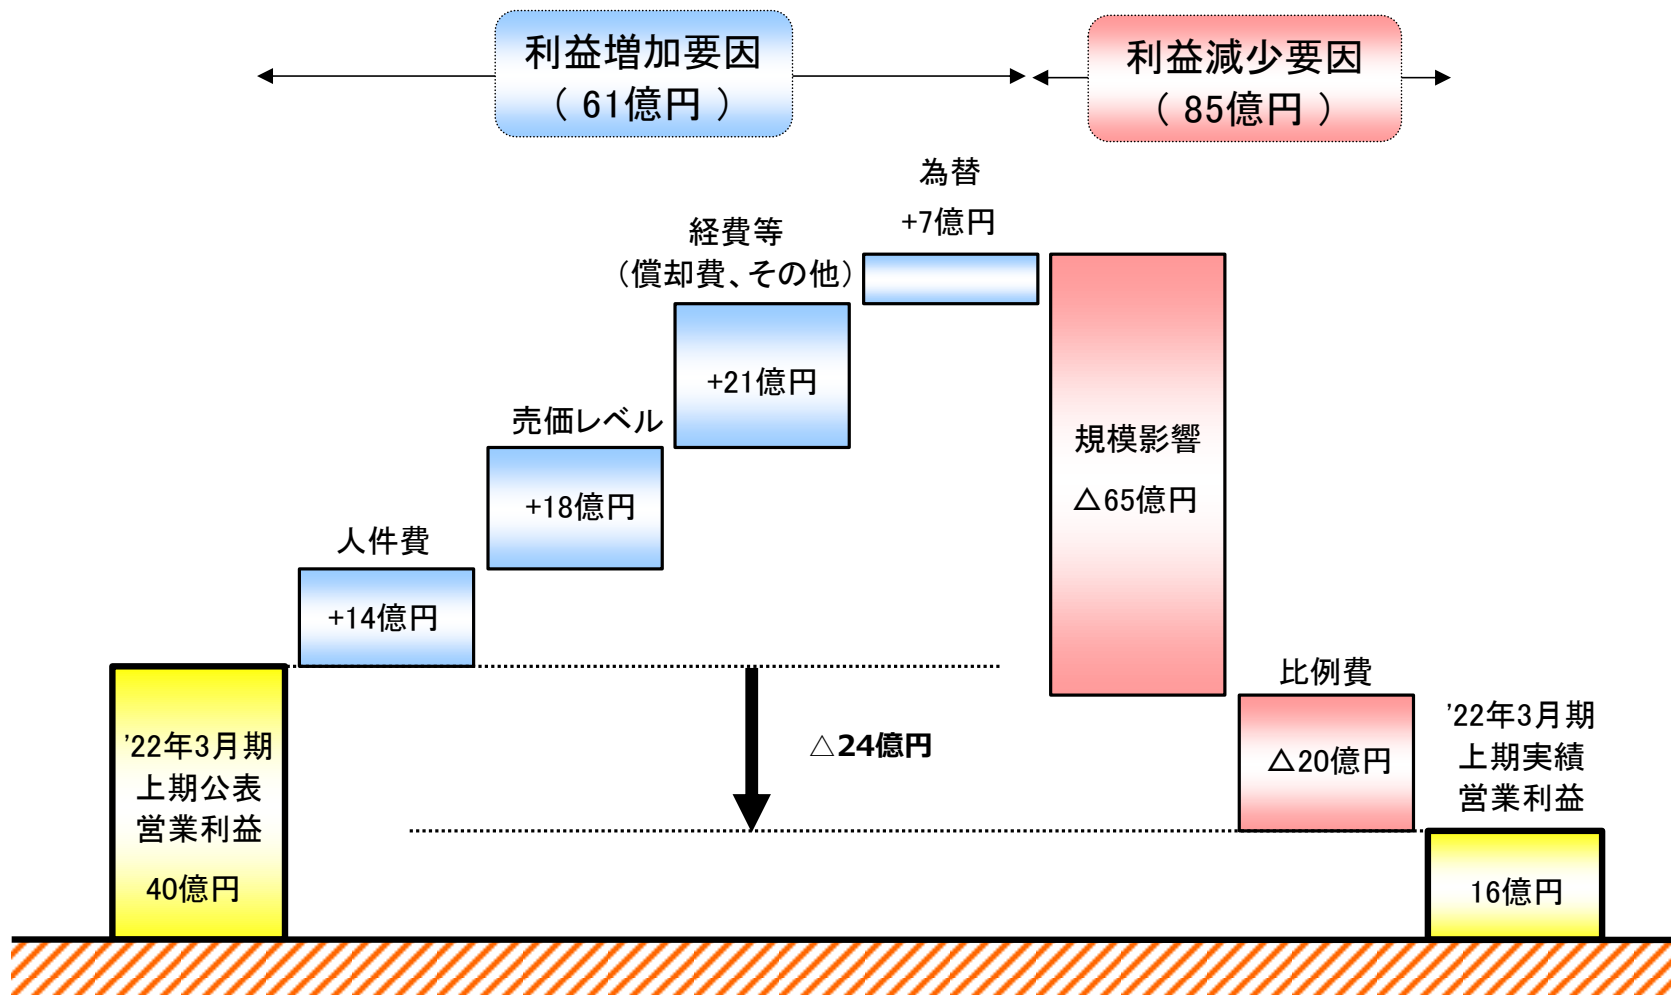 利益増加要因
（ 61億円 ）
利益減少要因
（ 85億円 ）
為替
+7億円
経費等
（償却費、その他）
+21億円
売価レベル
+18億円
人件費
+14億円
規模影響
△65億円
比例費
△20億円
△24億円
'22年3月期
上期公表
営業利益
40億円
'22年3月期
上期実績
営業利益
16億円